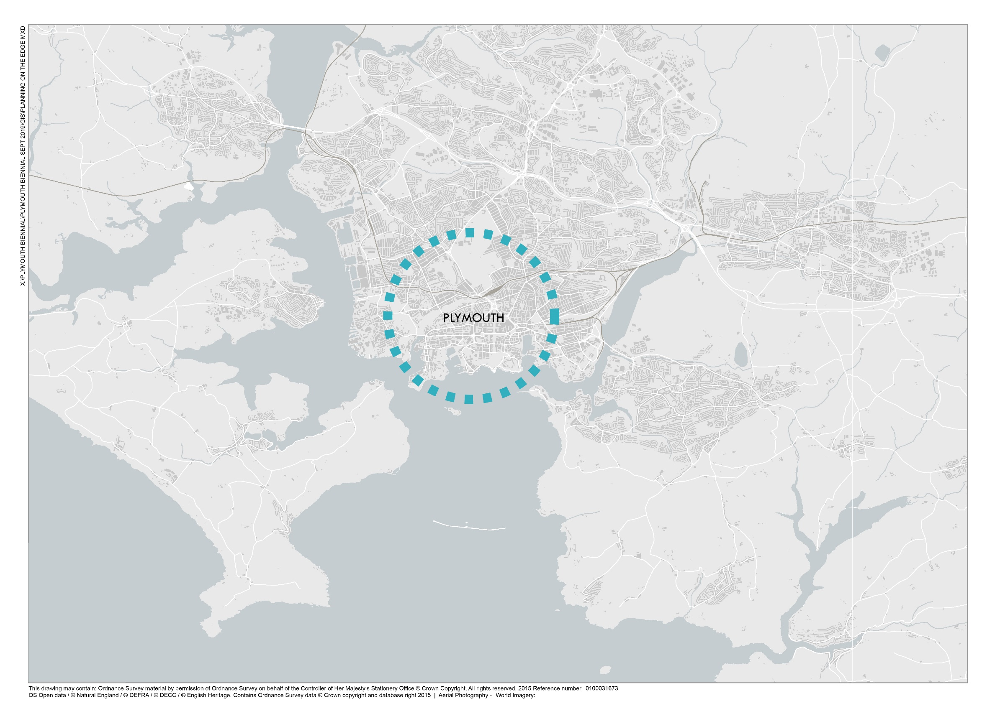 X:\PLYMOUTH BIENNIAL\PLYMOUTH BIENNIAL SEPT 2019\GIS\PLANNING ON THE EDGE.MXD
PLYMOUTH
This drawing may contain: Ordnance Survey material by permission of Ordnance Survey on behalf of the Controller of Her Majesty's Stationery Office © Crown Copyright, All rights reserved. 2015 Reference number 0100031673.
OS Open data / © Natural England / © DEFRA / © DECC / © English Heritage. Contains Ordnance Survey data © Crown copyright and database right 2015 | Aerial Photography - World Imagery: